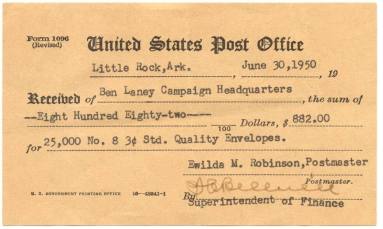 Form 1096
(Revised)
United States Post Office
Little Rock, Ark. , June 30, 1950 , 19
Received of Ben Laney Campaign Headquarters , the sum of
---Eight Hundred Eighty-two----- 100 Dollars, $ 882.00
for 25,000 No. 8 3¢ Std. Quality Envelopes.
Ewilda M. Robinson, Postmaster
Postmaster.
By
U. S. GOVERNMENT PRINTING OFFICE
Superintendent of Finance